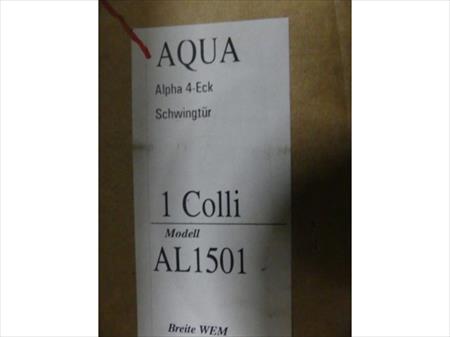 AQUA
Alpha 4-Eck
Schwingtür
1 Colli
Modell
AL1501
Breite WEM